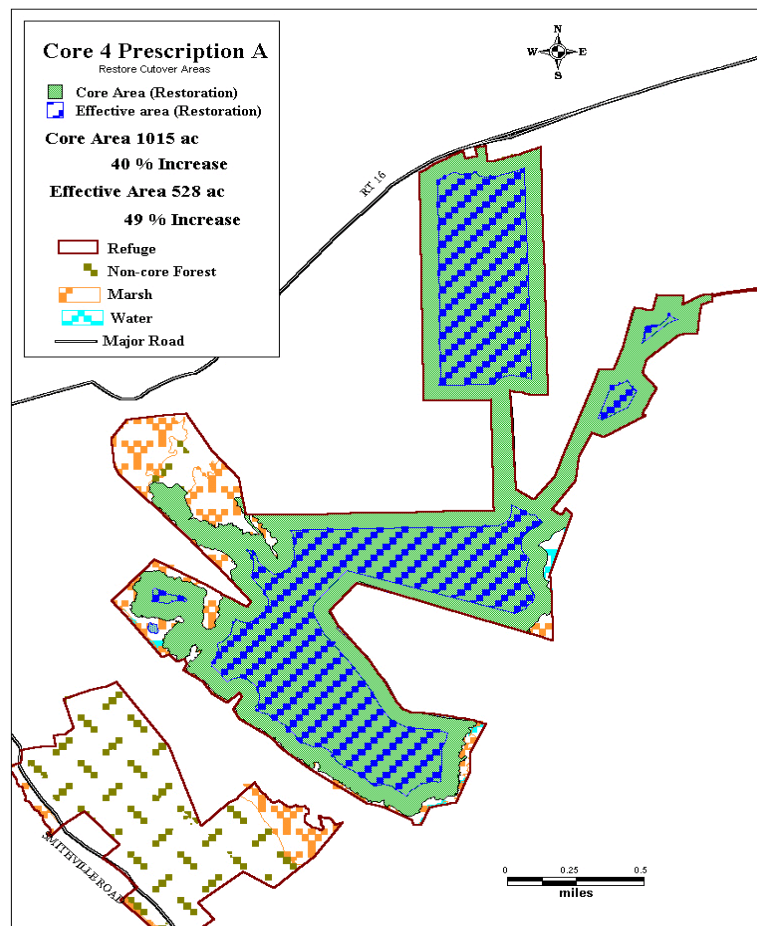 Core 4 Prescription A
Restore Cutover Areas
Core Area (Restoration)
Effective area (Restoration)
Core Area 1015 ac
40 % Increase
Effective Area 528 ac
49 % Increase
Refuge
Non-core Forest
Marsh
Water
Major Road
N
W E
S
RT 16
SMITHVILLE ROAD
0 0.25 0.5
miles